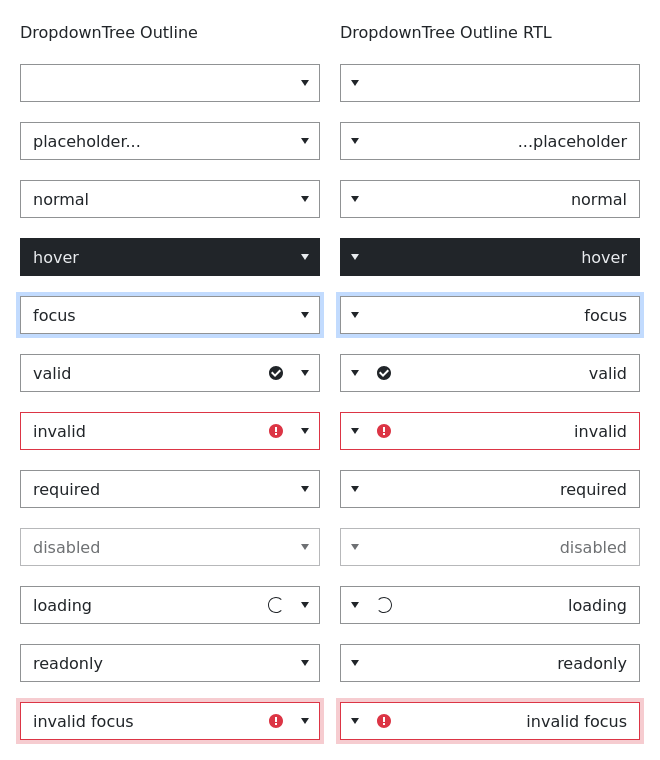 DropdownTree Outline
placeholder...
normal
hover
focus
valid
invalid
required
disabled
loading
readonly
invalid focus
DropdownTree Outline RTL
...placeholder
normal
hover
focus
valid
invalid
required
disabled
loading
readonly
invalid focus